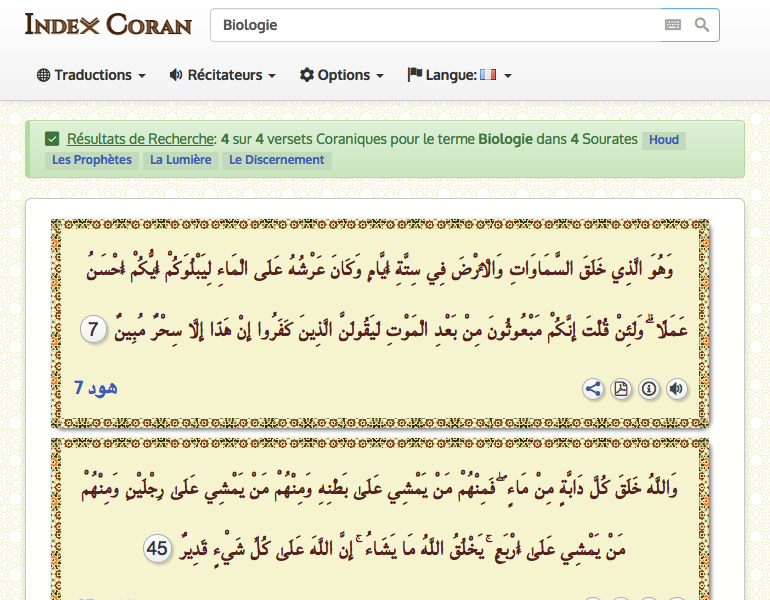 INDEX CORAN
Biologie
Traductions
Récitateurs
Options
Langue:
Résultats de Recherche: 4 sur 4 versets Coraniques pour le terme Biologie dans 4 Sourates Houd
Les Prophètes La Lumière Le Discernement
وَهُوَ الَّذِي خَلَقَ السَّمَاوَاتِ وَالْأَرْضَ فِي سِتَّةِ أَيَّامٍ وَكَانَ عَرْشُهُ عَلَى الْمَاءِ لِيَبْلُوَكُمْ أَيُّكُمْ أَحْسَنُ
عَمَلًا ۗ وَلَئِنْ قُلْتَ إِنَّكُمْ مَبْعُوثُونَ مِنْ بَعْدِ الْمَوْتِ لَيَقُولَنَّ الَّذِينَ كَفَرُوا إِنْ هَٰذَا إِلَّا سِحْرٌ مُبِينٌ 7
هود 7
وَاللَّهُ خَلَقَ كُلَّ دَابَّةٍ مِنْ مَاءٍ ۖ فَمِنْهُمْ مَنْ يَمْشِي عَلَىٰ بَطْنِهِ وَمِنْهُمْ مَنْ يَمْشِي عَلَىٰ رِجْلَيْنِ وَمِنْهُمْ
مَنْ يَمْشِي عَلَىٰ أَرْبَعٍ ۚ يَخْلُقُ اللَّهُ مَا يَشَاءُ ۚ إِنَّ اللَّهَ عَلَىٰ كُلِّ شَيْءٍ قَدِيرٌ 45